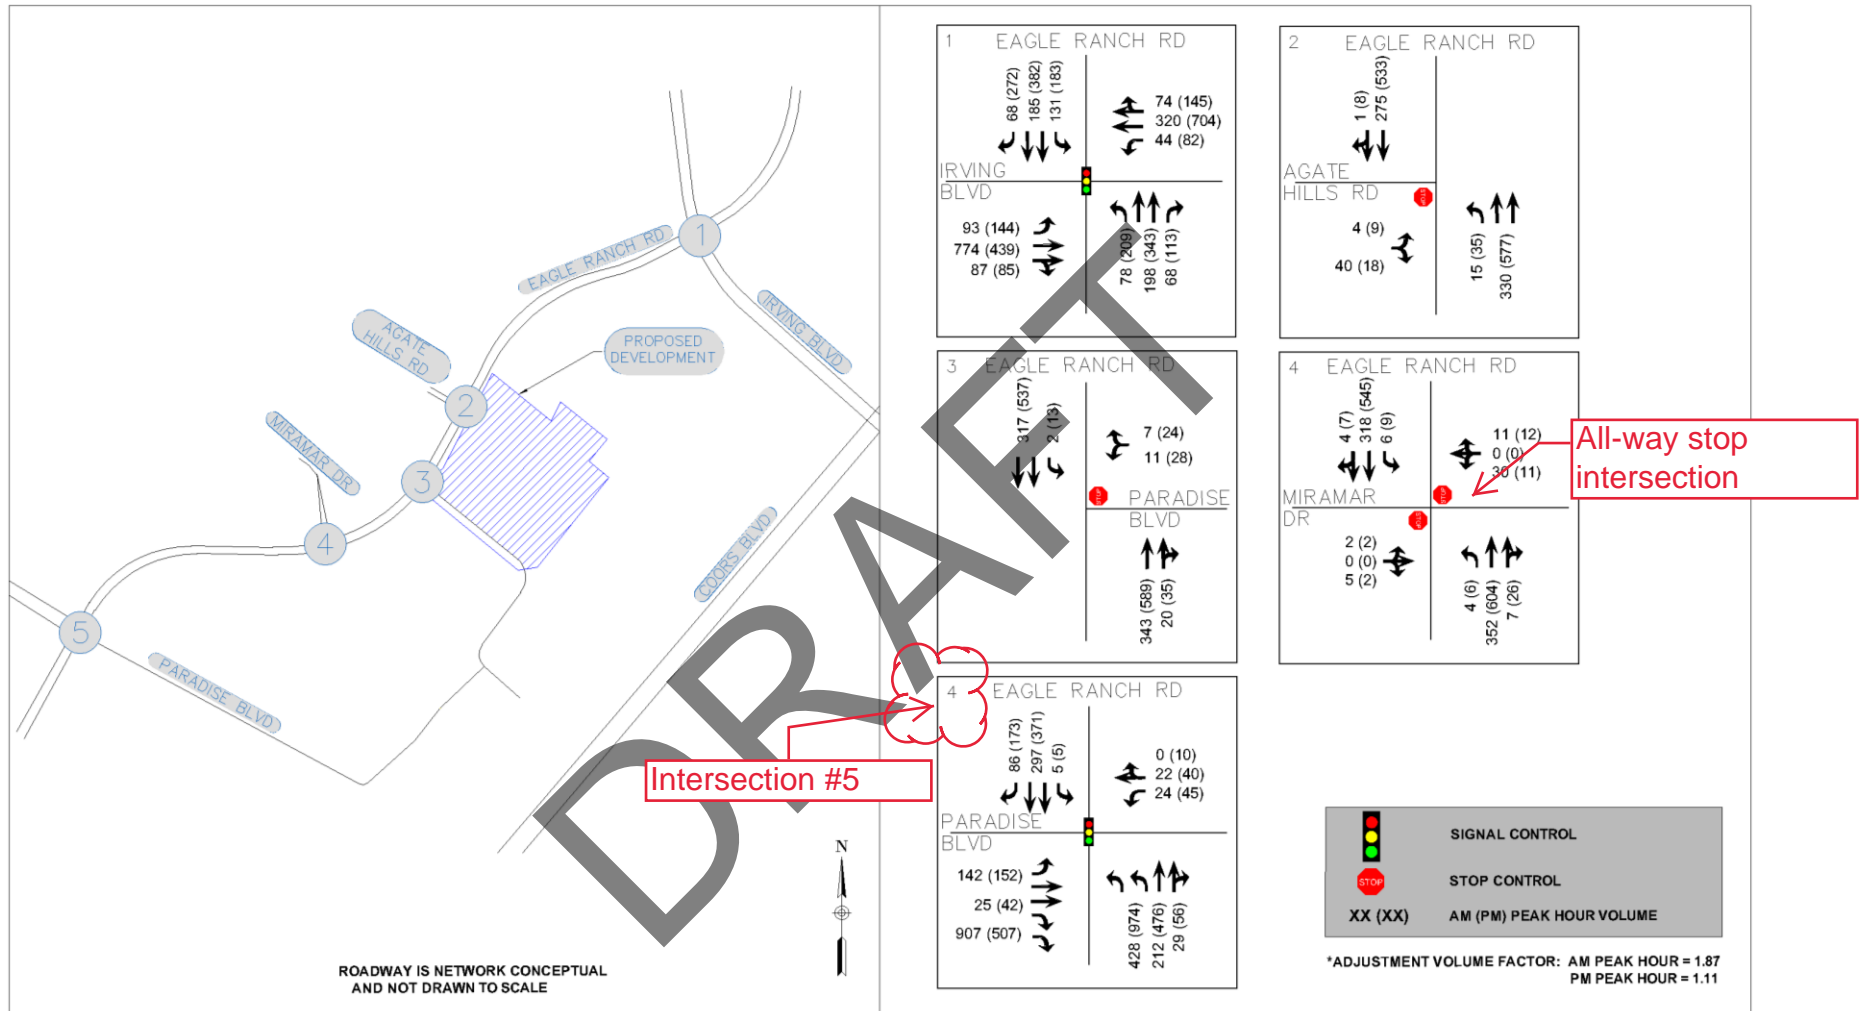 1
EAGLE RANCH RD
68 (272)
185 (382)
131 (183)
74 (145)
320 (704)
44 (82)
IRVING
BLVD
93 (144)
774 (439)
87 (85)
78 (209)
198 (343)
68 (113)
2
EAGLE RANCH RD
1 (8)
275 (533)
AGATE
HILLS RD
STOP
4 (9)
40 (18)
15 (35)
330 (577)
1
EAGLE RANCH RD
IRVING BLVD
AGATE
HILLS RD
PROPOSED
DEVELOPMENT
2
MIRAMAR DR
3
4
COORS BLVD
5
PARADISE BLVD
N
ROADWAY IS NETWORK CONCEPTUAL
AND NOT DRAWN TO SCALE
3
EAGLE RANCH RD
317 (537)
2 (13)
7 (24)
11 (28)
STOP
PARADISE
BLVD
343 (589)
20 (35)
4
EAGLE RANCH RD
4 (7)
318 (545)
6 (9)
11 (12)
0 (0)
30 (11)
All-way stop
intersection
STOP
MIRAMAR
DR
STOP
2 (2)
0 (0)
5 (2)
4 (6)
352 (604)
7 (26)
4
EAGLE RANCH RD
Intersection #5
86 (173)
297 (371)
5 (5)
0 (10)
22 (40)
24 (45)
PARADISE
BLVD
142 (152)
25 (42)
907 (507)
428 (974)
212 (476)
29 (56)
SIGNAL CONTROL
STOP
STOP CONTROL
XX (XX) AM (PM) PEAK HOUR VOLUME
*ADJUSTMENT VOLUME FACTOR: AM PEAK HOUR = 1.87
PM PEAK HOUR = 1.11
DRAFT